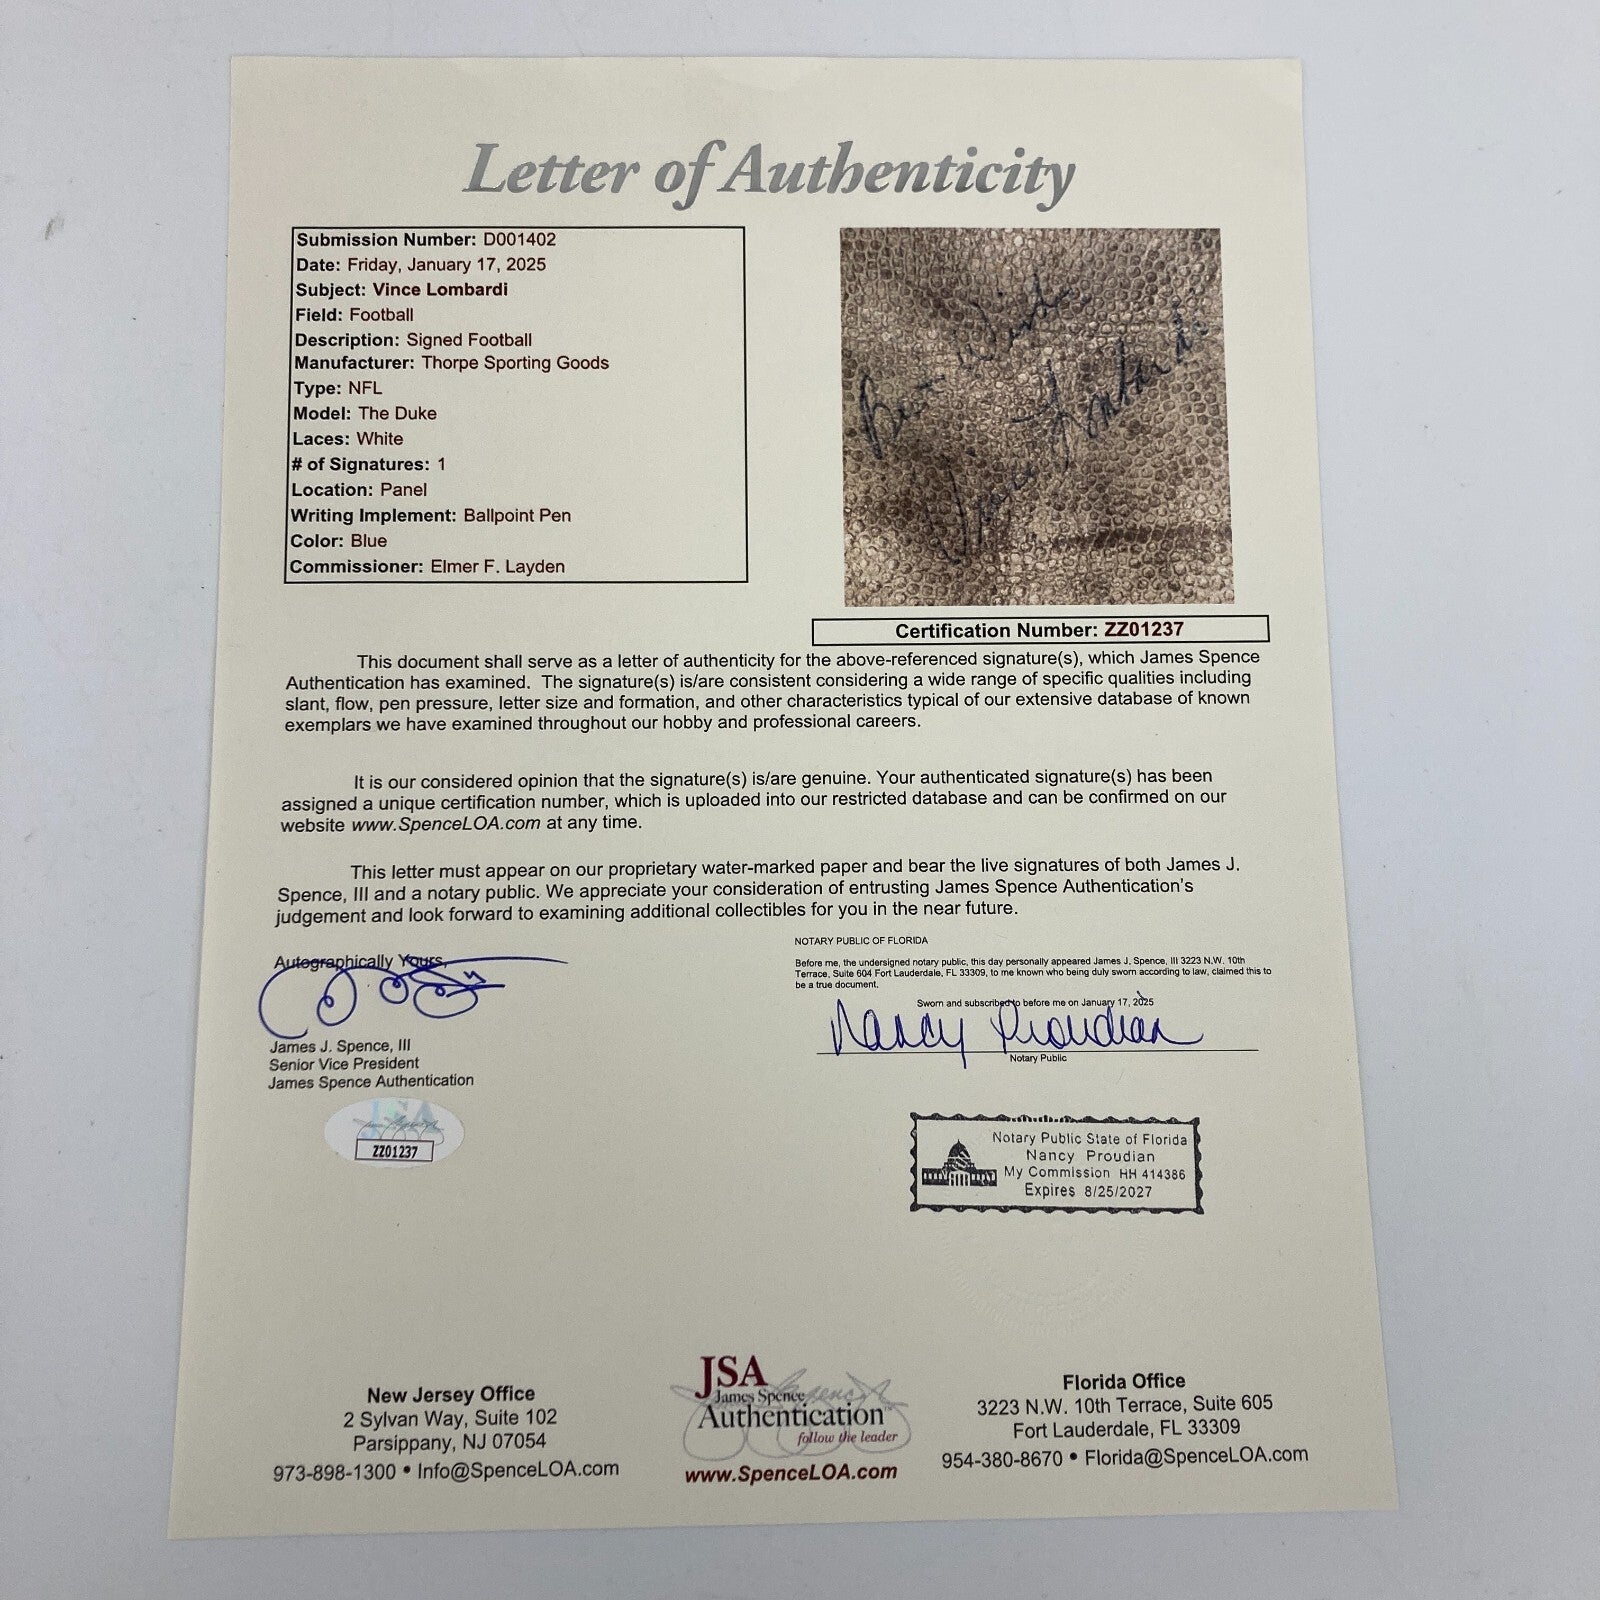 Letter of Authenticity
Submission Number: D001402
Date: Friday, January 17, 2025
Subject: Vince Lombardi
Field: Football
Description: Signed Football
Manufacturer: Thorpe Sporting Goods
Type: NFL
Model: The Duke
Laces: White
# of Signatures: 1
Location: Panel
Writing Implement: Ballpoint Pen
Color: Blue
Commissioner: Elmer F. Layden
Best Wishes
Vince Lombardi
Certification Number: ZZ01237
This document shall serve as a letter of authenticity for the above-referenced signature(s), which James Spence
Authentication has examined. The signature(s) is/are consistent considering a wide range of specific qualities including
slant, flow, pen pressure, letter size and formation, and other characteristics typical of our extensive database of known
exemplars we have examined throughout our hobby and professional careers.
It is our considered opinion that the signature(s) is/are genuine. Your authenticated signature(s) has been
assigned a unique certification number, which is uploaded into our restricted database and can be confirmed on our
website www.SpenceLOA.com at any time.
This letter must appear on our proprietary water-marked paper and bear the live signatures of both James J.
Spence, III and a notary public. We appreciate your consideration of entrusting James Spence Authentication's
judgement and look forward to examining additional collectibles for you in the near future.
Autographically Yours,
James J. Spence, III
Senior Vice President
James Spence Authentication
JSA
ZZ01237
NOTARY PUBLIC OF FLORIDA
Before me, the undersigned notary public, this day personally appeared James J. Spence, III 3223 N.W. 10th
Terrace, Suite 604 Fort Lauderdale, FL 33309, to me known who being duly sworn according to law, claimed this to
be a true document.
Sworn and subscribed to before me on January 17, 2025
Nancy Proudian
Notary Public
Notary Public State of Florida
Nancy Proudian
My Commission HH 414386
Expires 8/25/2027
New Jersey Office
2 Sylvan Way, Suite 102
Parsippany, NJ 07054
973-898-1300 • Info@SpenceLOA.com
JSA
James Spence
Authentication™
follow the leader
www.SpenceLOA.com
Florida Office
3223 N.W. 10th Terrace, Suite 605
Fort Lauderdale, FL 33309
954-380-8670 • Florida@SpenceLOA.com